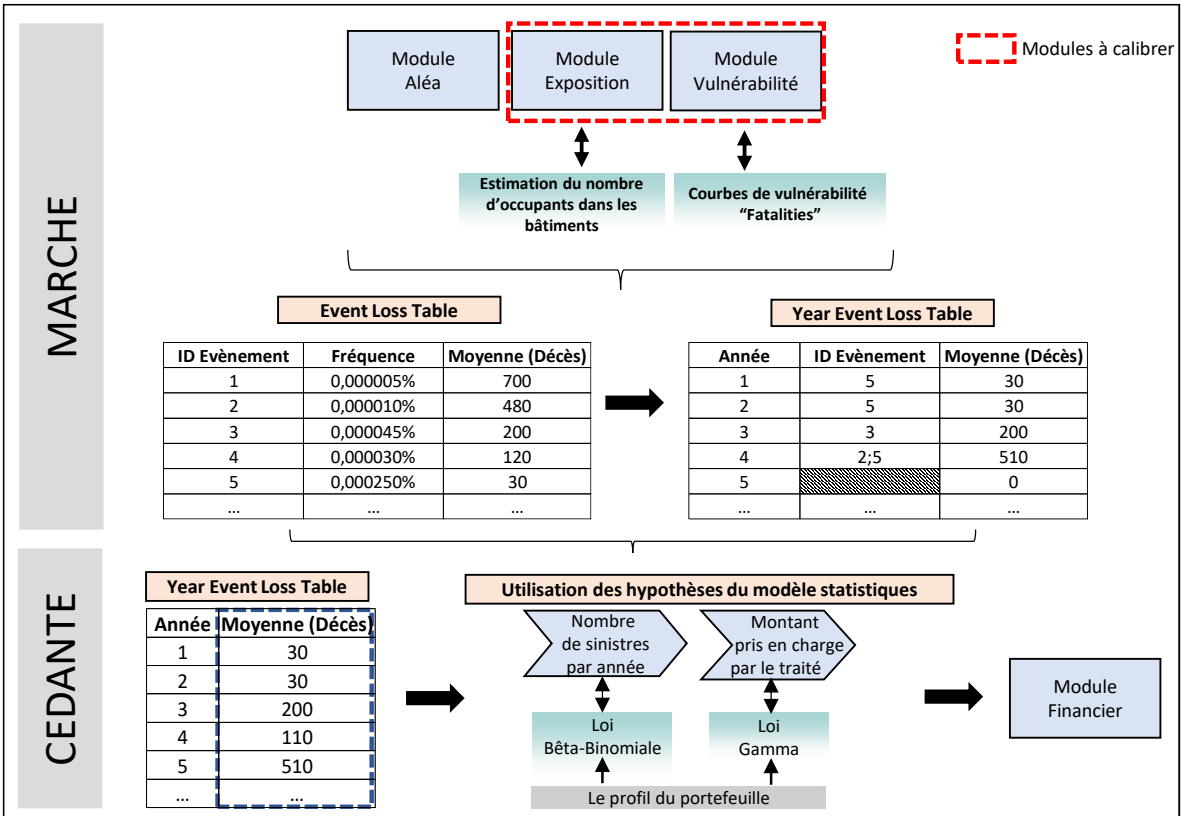 MARCHE
Module
Aléa
Module
Exposition
Module
Vulnérabilité
Modules à calibrer
Estimation du nombre
d’occupants dans les
bâtiments
Courbes de vulnérabilité
“Fatalities”
Event Loss Table
ID Evènement Fréquence Moyenne (Décès)
1 0,000005% 700
2 0,000010% 480
3 0,000045% 200
4 0,000030% 120
5 0,000250% 30
... ... ...
Year Event Loss Table
Année ID Evènement Moyenne (Décès)
1 5 30
2 5 30
3 3 200
4 2;5 510
5 0
... ... ...
CEDANTE
Year Event Loss Table
Année Moyenne (Décès)
1 30
2 30
3 200
4 110
5 510
... ...
Utilisation des hypothèses du modèle statistiques
Nombre
de sinistres
par année
Montant
pris en charge
par le traité
Loi
Bêta-Binomiale
Loi
Gamma
Le profil du portefeuille
Module
Financier